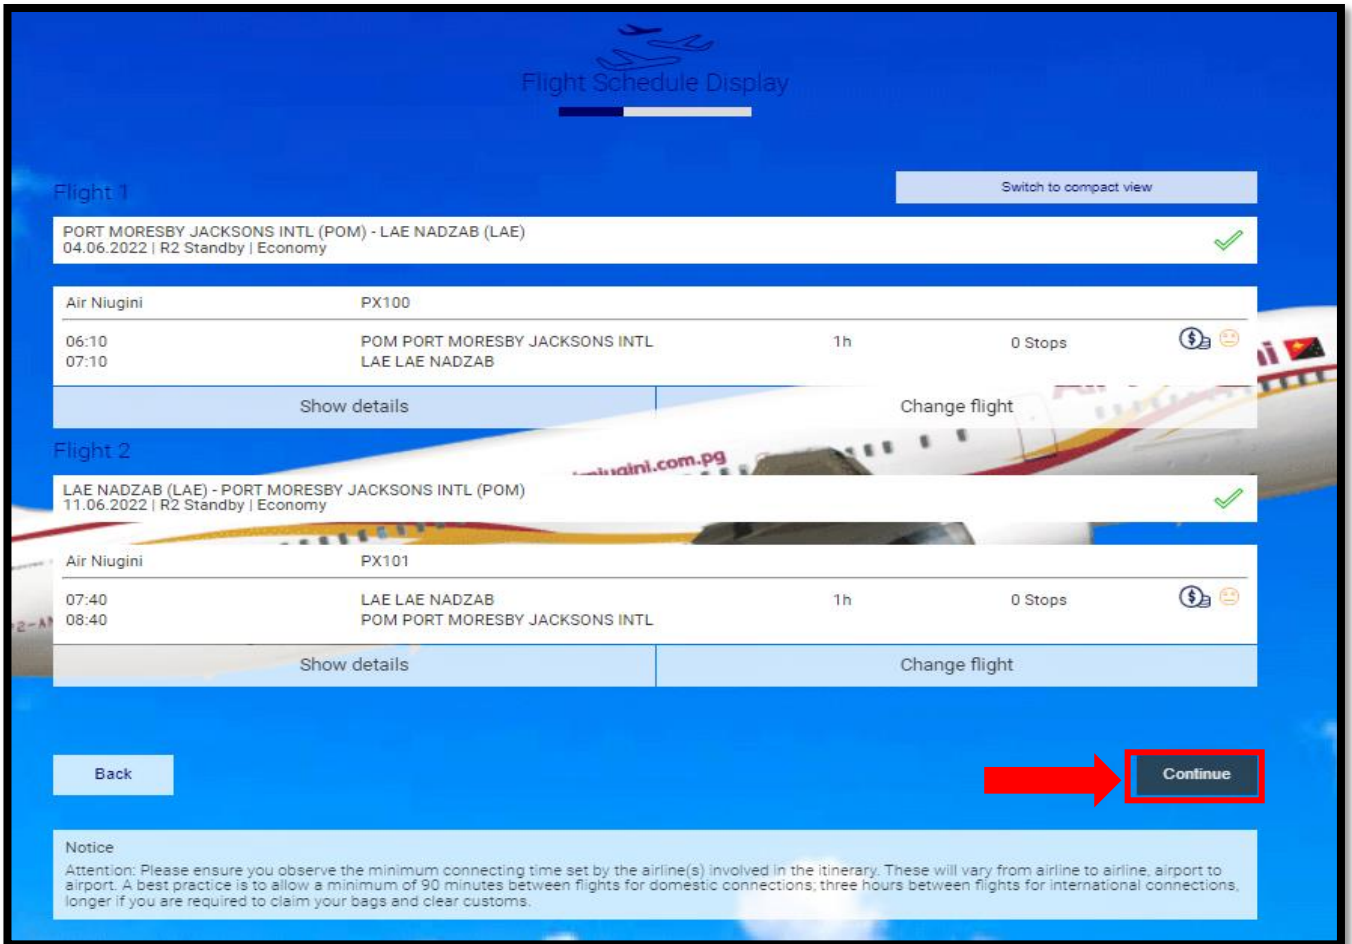 Flight Schedule Display
Flight 1
Switch to compact view
PORT MORESBY JACKSONS INTL (POM) - LAE NADZAB (LAE)
04.06.2022 | R2 Standby | Economy
Air Niugini PX100
06:10 POM PORT MORESBY JACKSONS INTL 1h 0 Stops
07:10 LAE LAE NADZAB
Show details Change flight
Flight 2
LAE NADZAB (LAE) - PORT MORESBY JACKSONS INTL (POM)
11.06.2022 | R2 Standby | Economy
Air Niugini PX101
07:40 LAE LAE NADZAB 1h 0 Stops
08:40 POM PORT MORESBY JACKSONS INTL
Show details Change flight
Back
Continue
Notice
Attention: Please ensure you observe the minimum connecting time set by the airline(s) involved in the itinerary. These will vary from airline to airline, airport to
airport. A best practice is to allow a minimum of 90 minutes between flights for domestic connections; three hours between flights for international connections,
longer if you are required to claim your bags and clear customs.